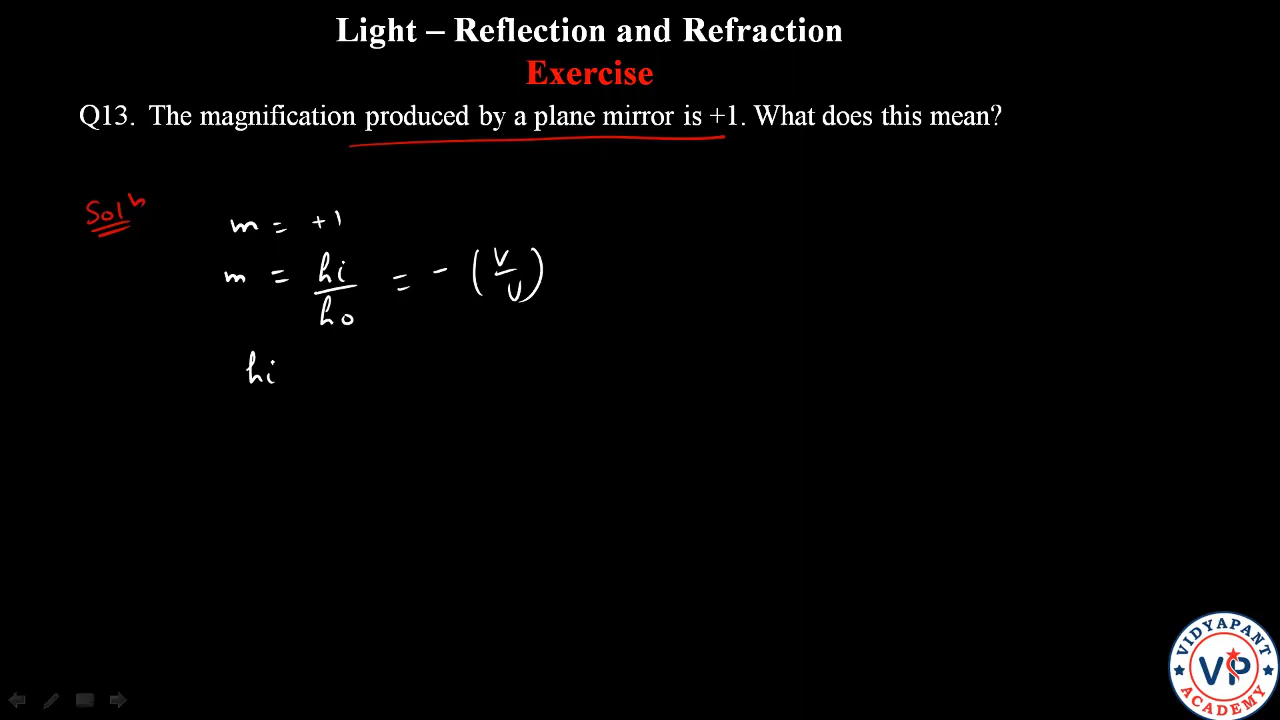 Light – Reflection and Refraction
Exercise
Q13. The magnification produced by a plane mirror is +1. What does this mean?
Solⁿ
m = +1
m = hi/ho = - (v/u)
hi
VIDYAPANT
VP
ACADEMY